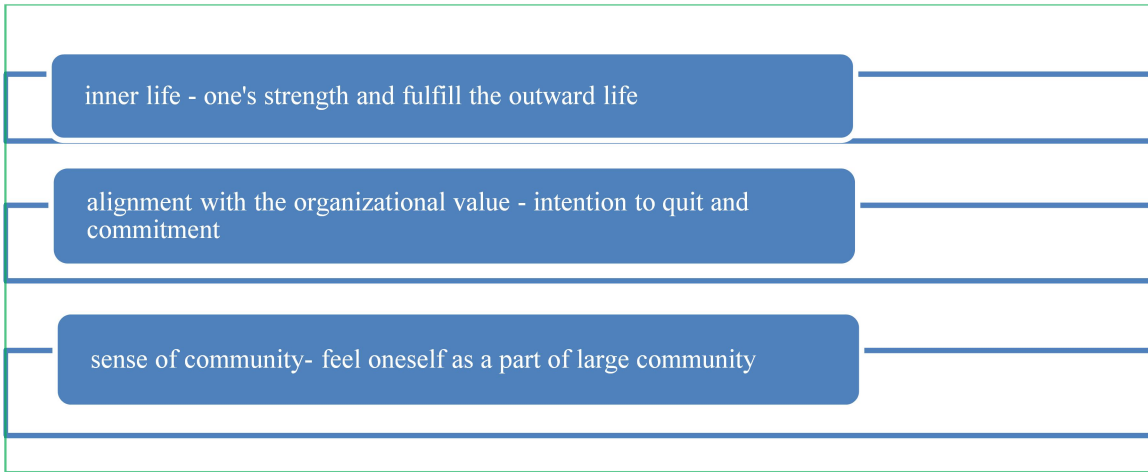 inner life - one's strength and fulfill the outward life
alignment with the organizational value - intention to quit and
commitment
sense of community- feel oneself as a part of large community